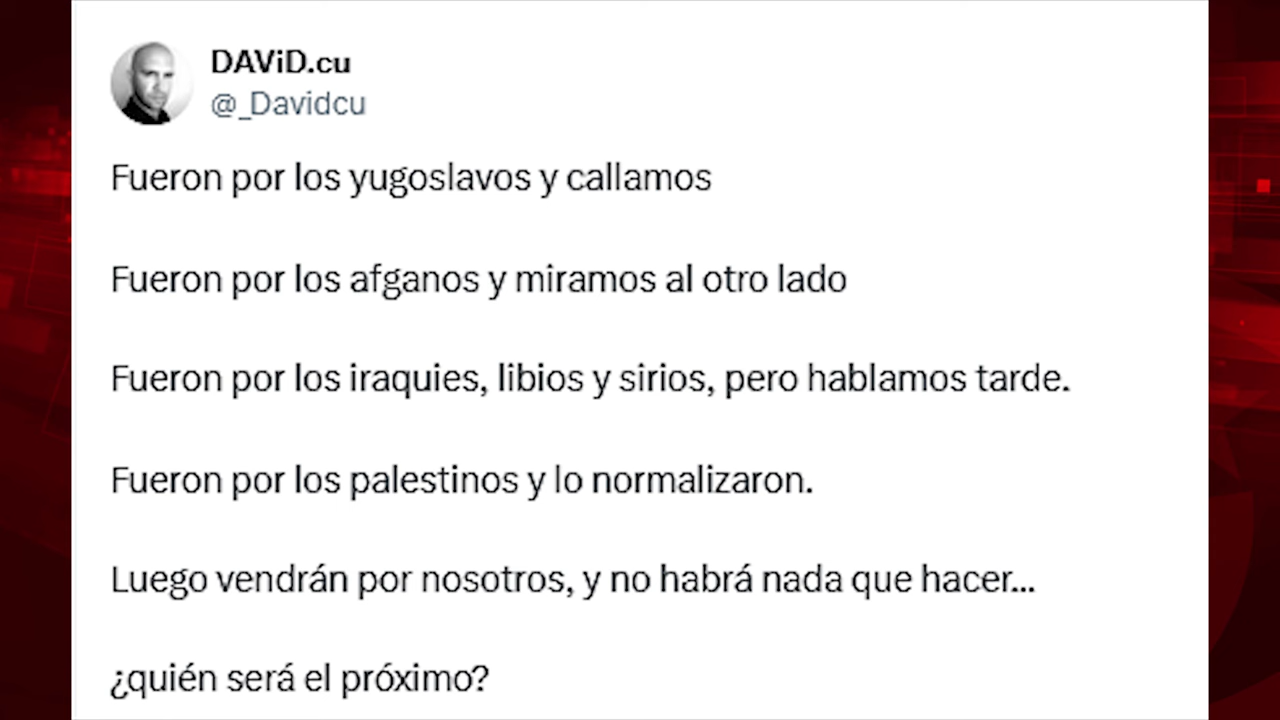 DAViD.cu
@_Davidcu
Fueron por los yugoslavos y callamos
Fueron por los afganos y miramos al otro lado
Fueron por los iraquies, libios y sirios, pero hablamos tarde.
Fueron por los palestinos y lo normalizaron.
Luego vendrán por nosotros, y no habrá nada que hacer...
¿quién será el próximo?